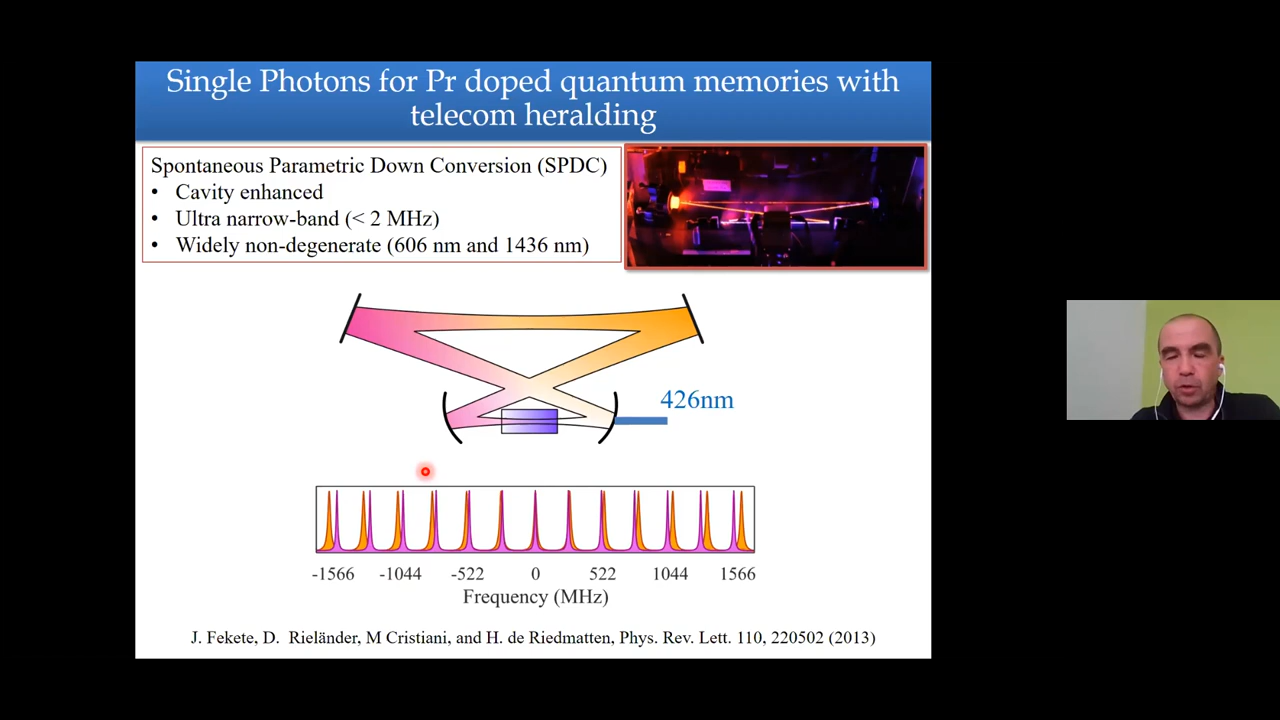 Single Photons for Pr doped quantum memories with
telecom heralding
Spontaneous Parametric Down Conversion (SPDC)
• Cavity enhanced
• Ultra narrow-band (< 2 MHz)
• Widely non-degenerate (606 nm and 1436 nm)
426nm
-1566 -1044 -522 0 522 1044 1566
Frequency (MHz)
J. Fekete, D. Rieländer, M Cristiani, and H. de Riedmatten, Phys. Rev. Lett. 110, 220502 (2013)